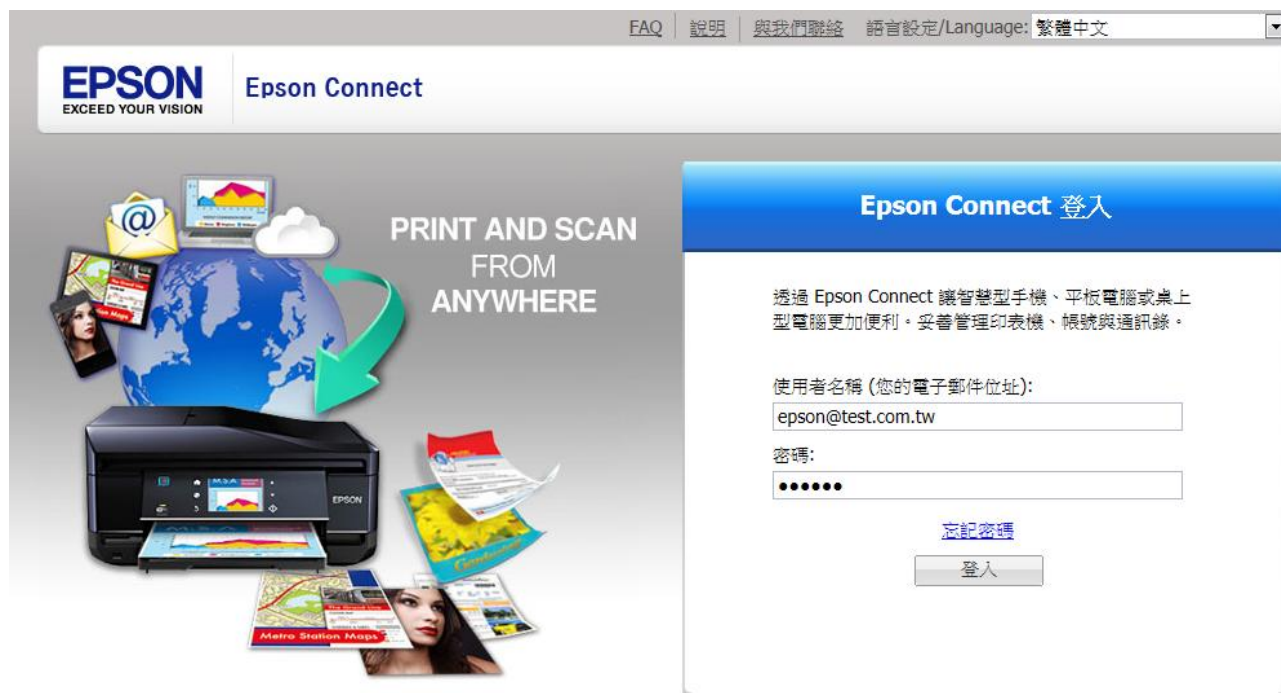 FAQ 說明 與我們聯絡 語言設定/Language: 繁體中文
EPSON
EXCEED YOUR VISION
Epson Connect
PRINT AND SCAN
FROM
ANYWHERE
EPSON
M.S.A
The Grand Line
Metro Station Maps
Epson Connect 登入
透過 Epson Connect 讓智慧型手機、平板電腦或桌上
型電腦更加便利。妥善管理印表機、帳號與通訊錄。
使用者名稱 (您的電子郵件位址):
epson@test.com.tw
密碼:
••••••
忘記密碼
登入